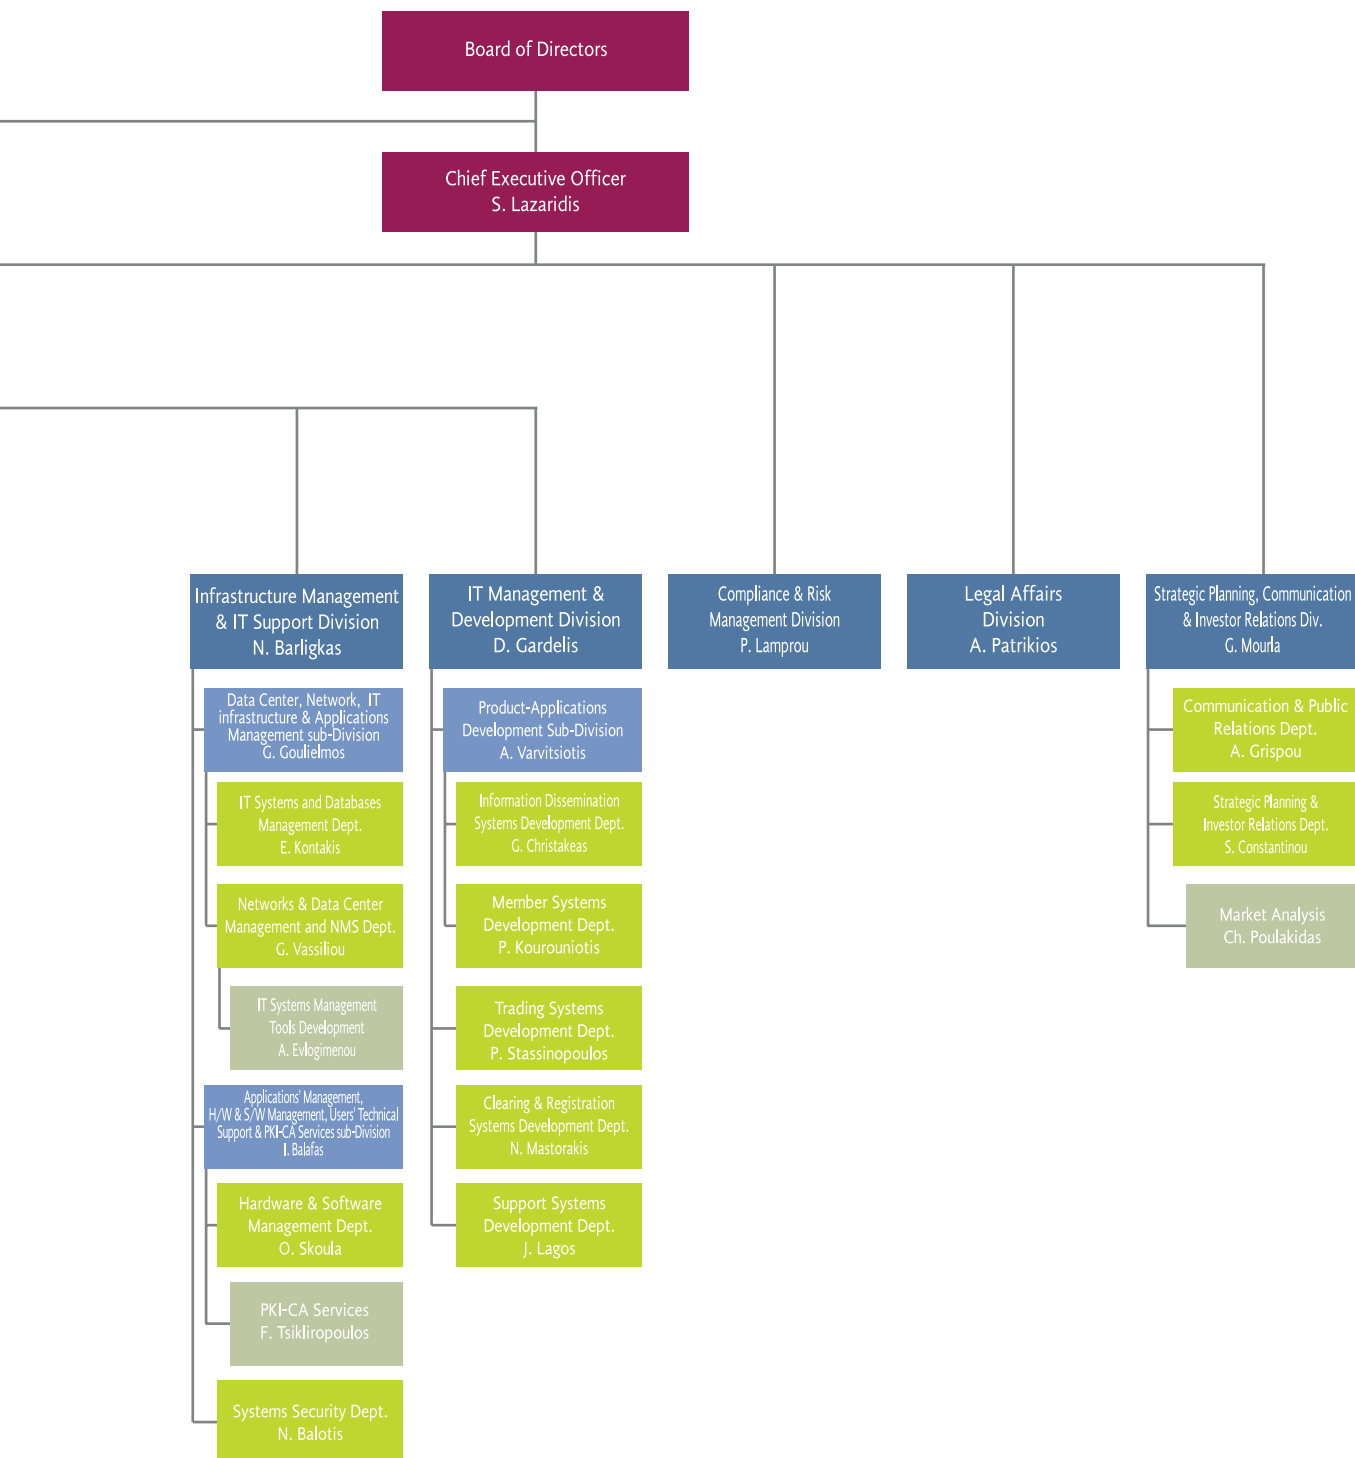 Board of Directors
Chief Executive Officer
S. Lazaridis
Infrastructure Management
& IT Support Division
N. Barligkas
IT Management &
Development Division
D. Gardelis
Compliance & Risk
Management Division
P. Lamprou
Legal Affairs
Division
A. Patrikios
Strategic Planning, Communication
& Investor Relations Div.
G. Mourla
Data Center, Network, IT
infrastructure & Applications
Management sub-Division
G. Goulielmos
IT Systems and Databases
Management Dept.
E. Kontakis
Networks & Data Center
Management and NMS Dept.
G. Vassiliou
IT Systems Management
Tools Development
A. Evlogimenou
Applications' Management,
H/W & S/W Management, Users' Technical
Support & PKI-CA Services sub-Division
I. Balafas
Hardware & Software
Management Dept.
O. Skoula
PKI-CA Services
F. Tsikliropoulos
Systems Security Dept.
N. Balotis
Product-Applications
Development Sub-Division
A. Varvitsiotis
Information Dissemination
Systems Development Dept.
G. Christakeas
Member Systems
Development Dept.
P. Kourouniotis
Trading Systems
Development Dept.
P. Stassinopoulos
Clearing & Registration
Systems Development Dept.
N. Mastorakis
Support Systems
Development Dept.
J. Lagos
Communication & Public
Relations Dept.
A. Grispou
Strategic Planning &
Investor Relations Dept.
S. Constantinou
Market Analysis
Ch. Poulakidas